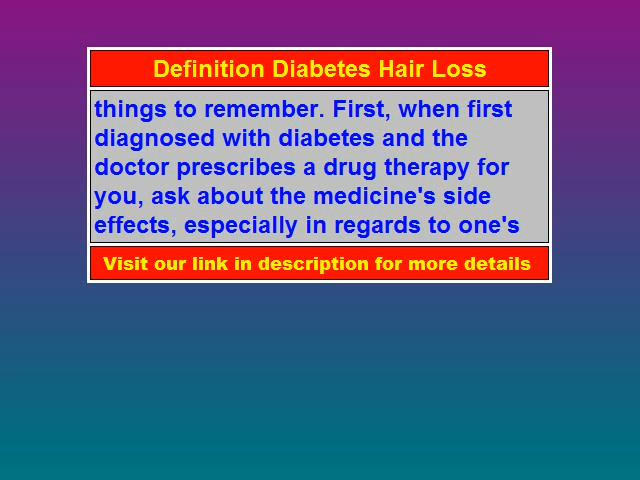 Definition Diabetes Hair Loss
things to remember. First, when first
diagnosed with diabetes and the
doctor prescribes a drug therapy for
you, ask about the medicine's side
effects, especially in regards to one's
Visit our link in description for more details